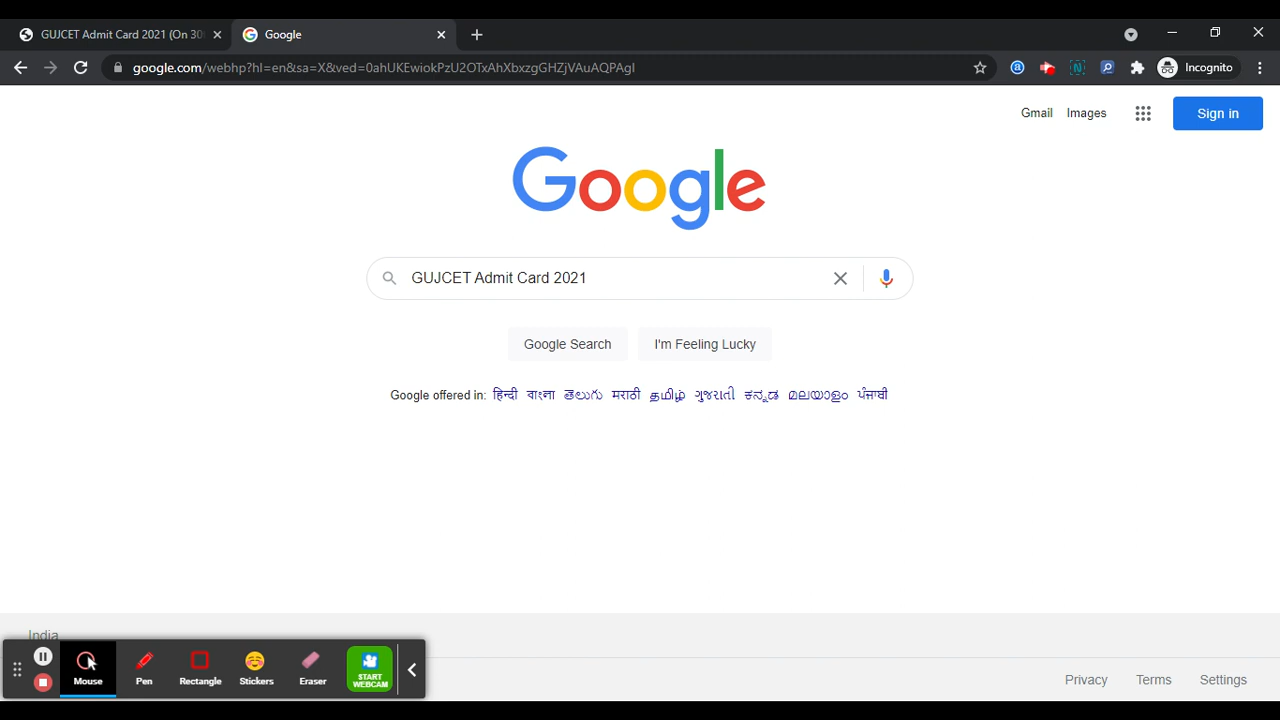 GUJCET Admit Card 2021 (On 30
Google
google.com/webhp?hl=en&sa=X&ved=0ahUKEwiokPzU2OTxAhXbxzgGHZjVAuAQPAgI
Incognito
Gmail Images
Sign in
Google
GUJCET Admit Card 2021
Google Search I'm Feeling Lucky
Google offered in: हिन्दी বাংলা తెలుగు मराठी தமிழ் ગુજરાતી ಕನ್ನಡ മലയാളം ਪੰਜਾਬੀ
India
Mouse Pen Rectangle Stickers Eraser START WEBCAM
Privacy Terms Settings